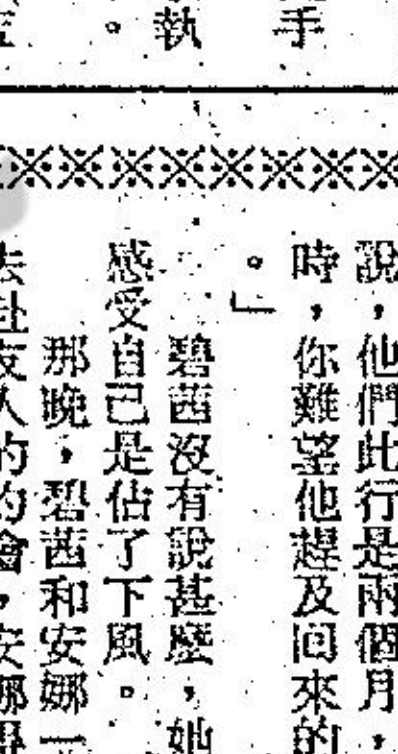 手
執
。
說，他們此行是兩個月，
時，你難望他趕及回來的
。」
碧茜沒有說甚麼，她
感受自己是佔了下風。
那晚，碧茜和安娜一
去赴友人的約會，安娜